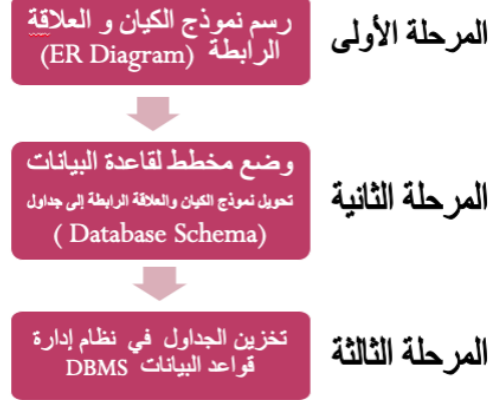 المرحلة الأولى
رسم نموذج الكيان و العلاقة
الرابطة (ER Diagram)
المرحلة الثانية
وضع مخطط لقاعدة البيانات
تحويل نموذج الكيان والعلاقة الرابطة إلى جداول
( Database Schema)
المرحلة الثالثة
تخزين الجداول في نظام إدارة
قواعد البيانات DBMS